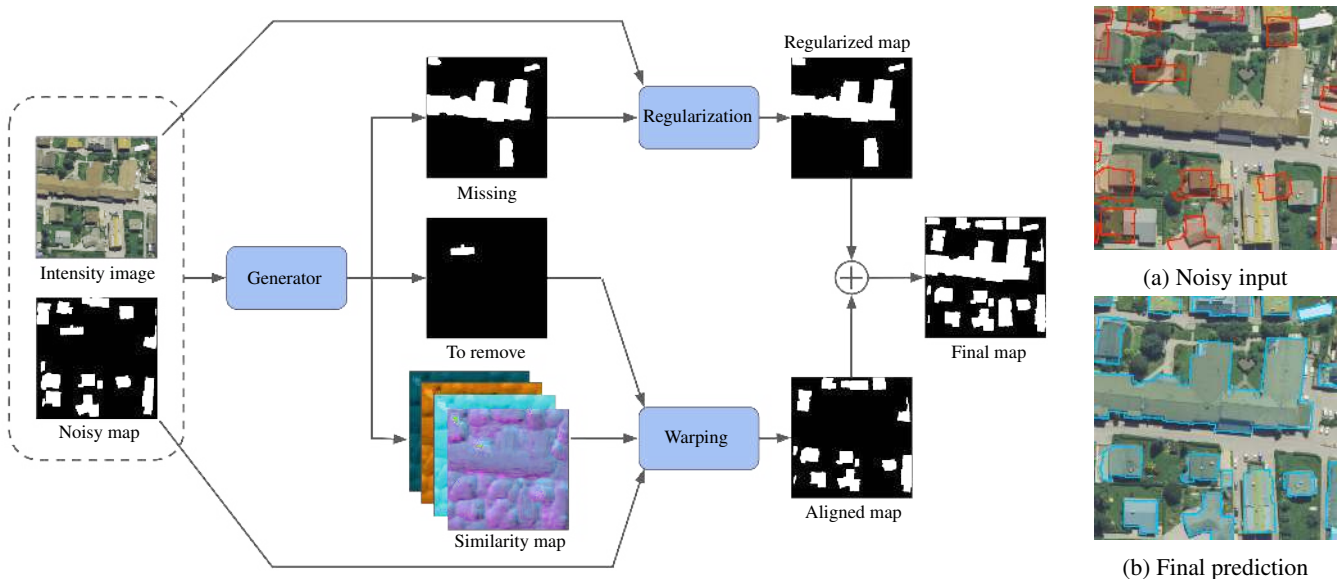 Intensity image
Noisy map
Generator
Missing
To remove
Similarity map
Regularization
Warping
Regularized map
Aligned map
Final map
(a) Noisy input
(b) Final prediction